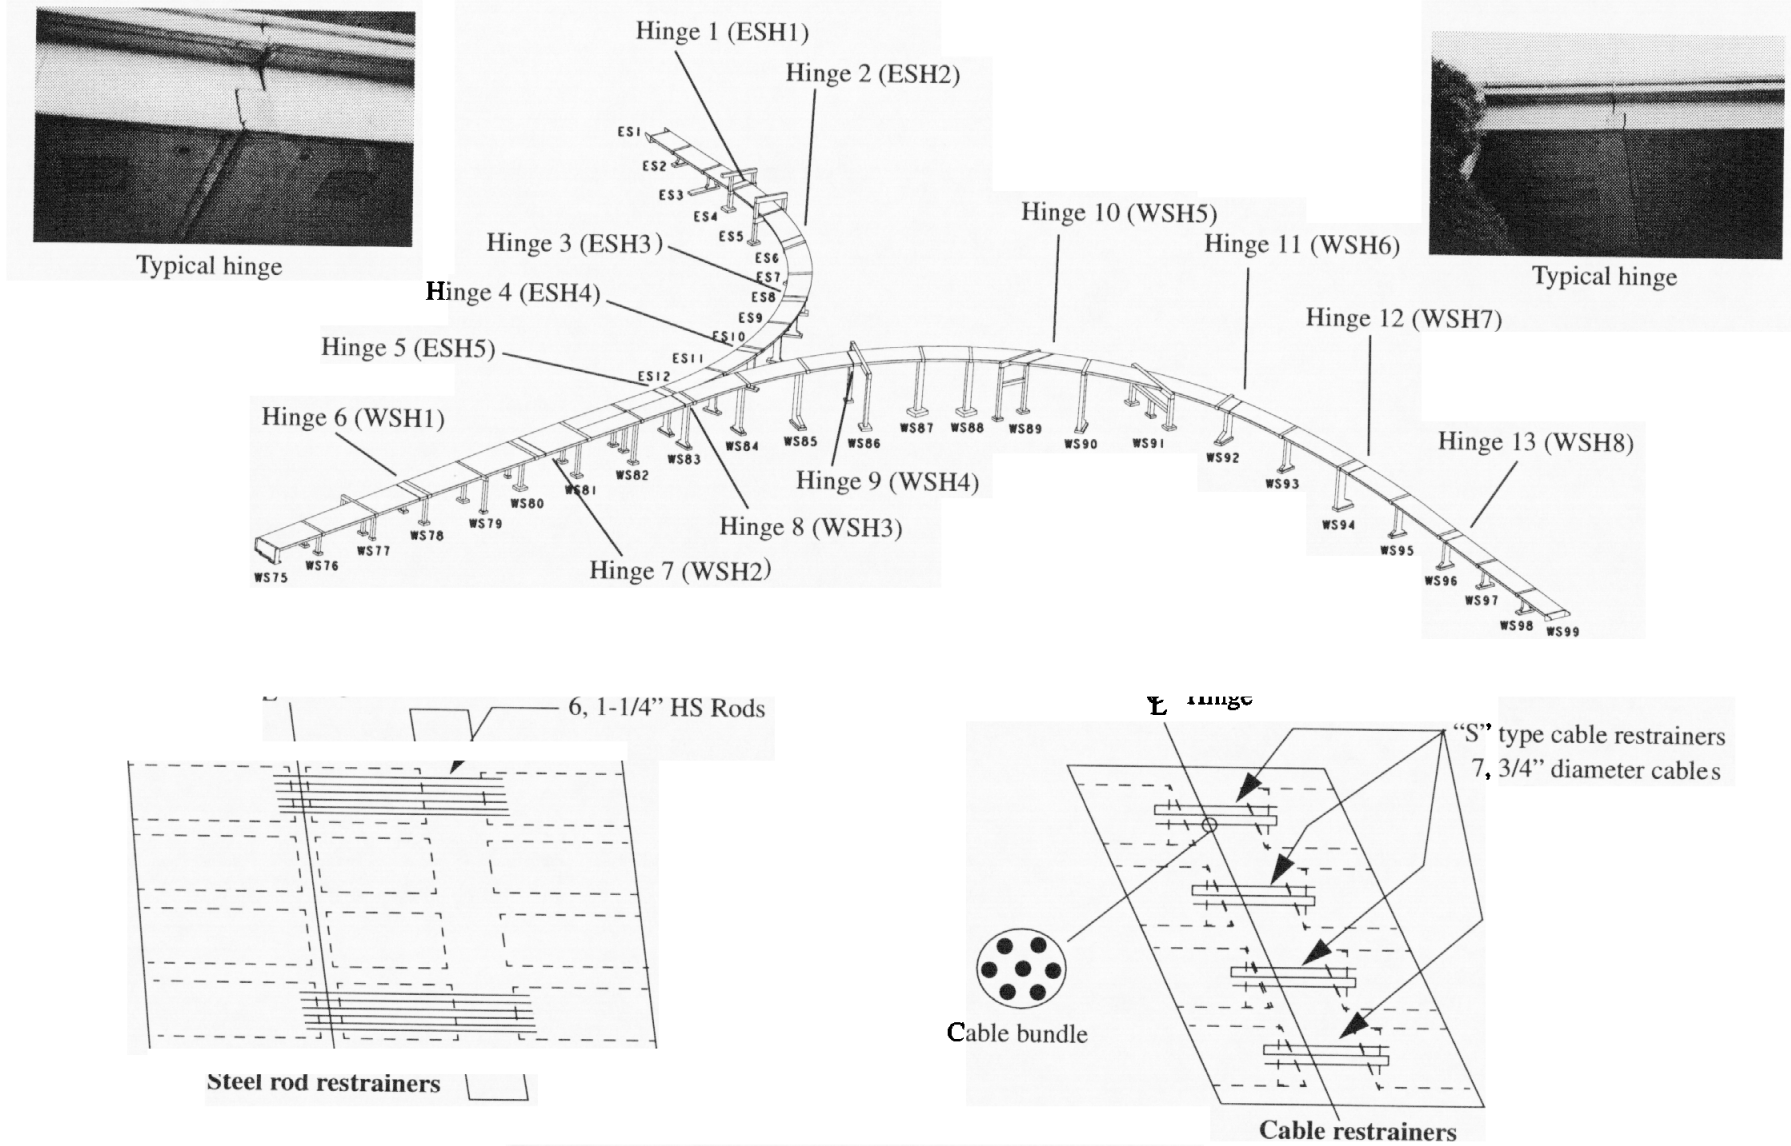 Hinge 1 (ESH1)
Hinge 2 (ESH2)
Typical hinge
Typical hinge
ES1
ES2
ES3
ES4
ES5
ES6
ES7
ES8
ES9
ES10
ES11
ES12
Hinge 3 (ESH3)
Hinge 4 (ESH4)
Hinge 5 (ESH5)
Hinge 6 (WSH1)
Hinge 10 (WSH5)
Hinge 11 (WSH6)
Hinge 12 (WSH7)
Hinge 13 (WSH8)
Hinge 9 (WSH4)
Hinge 8 (WSH3)
Hinge 7 (WSH2)
WS75
WS76
WS77
WS78
WS79
WS80
WS81
WS82
WS83
WS84
WS85
WS86
WS87
WS88
WS89
WS90
WS91
WS92
WS93
WS94
WS95
WS96
WS97
WS98
WS99
6, 1-1/4” HS Rods
Steel rod restrainers
℄ Hinge
“S” type cable restrainers
7, 3/4” diameter cables
Cable bundle
Cable restrainers